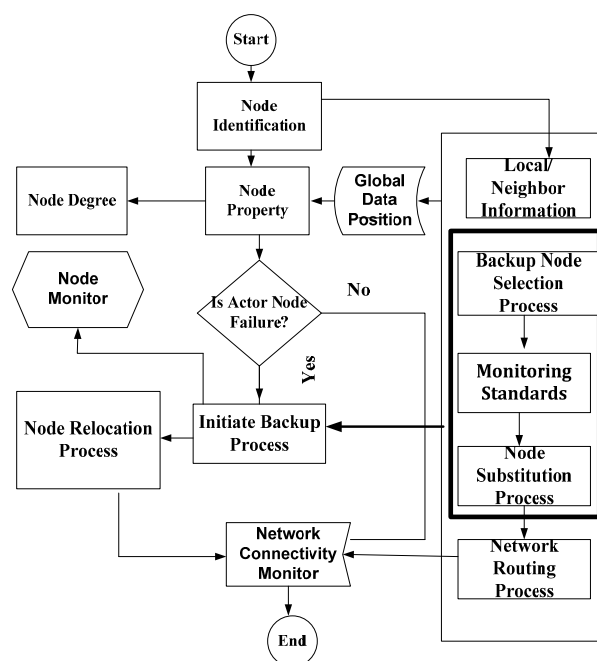 Start
Node
Identification
Local/
Neighbor
Information
Global
Data
Position
Node
Property
Node Degree
Node
Monitor
Is Actor Node
Failure?
No
Yes
Backup Node
Selection
Process
Monitoring
Standards
Node
Substitution
Process
Initiate Backup
Process
Node Relocation
Process
Network
Connectivity
Monitor
Network
Routing
Process
End